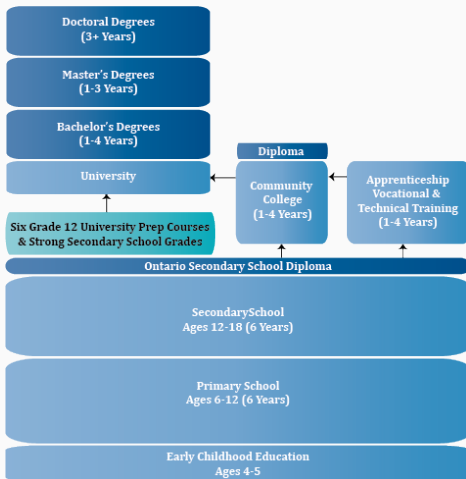 Doctoral Degrees
(3+ Years)
Master's Degrees
(1-3 Years)
Bachelor's Degrees
(1-4 Years)
Diploma
University
Community
College
(1-4 Years)
Apprenticeship
Vocational &
Technical Training
(1-4 Years)
Six Grade 12 University Prep Courses
& Strong Secondary School Grades
Ontario Secondary School Diploma
SecondarySchool
Ages 12-18 (6 Years)
Primary School
Ages 6-12 (6 Years)
Early Childhood Education
Ages 4-5